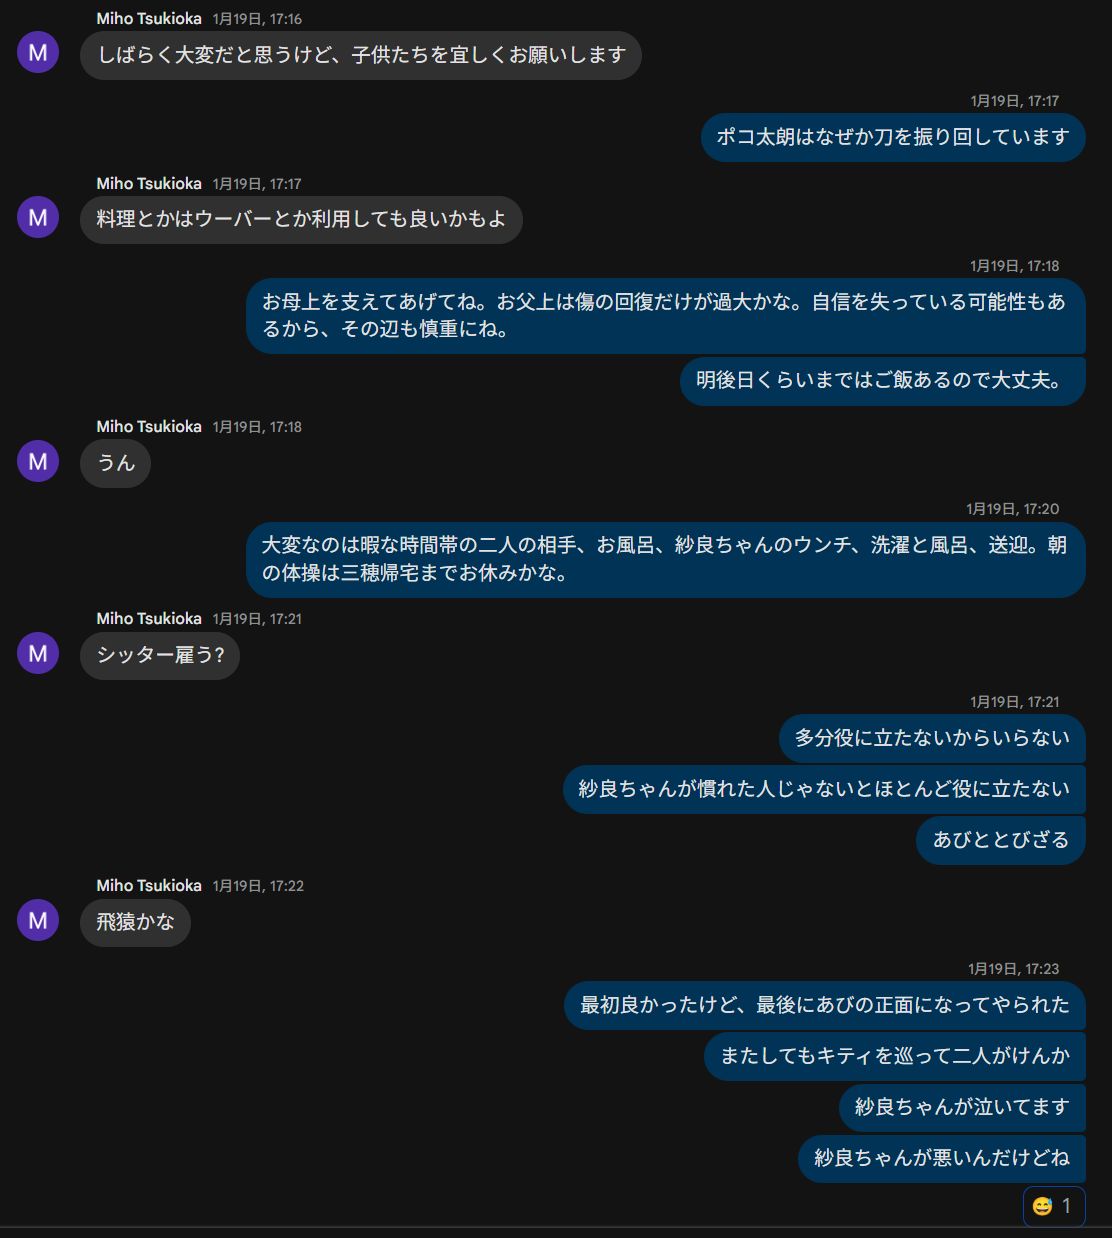 Miho Tsukioka 1月19日, 17:16
M
しばらく大変だと思うけど、子供たちを宜しくお願いします
1月19日, 17:17
ポコ太朗はなぜか刀を振り回しています
Miho Tsukioka 1月19日, 17:17
M
料理とかはウーバーとか利用しても良いかもよ
1月19日, 17:18
お母上を支えてあげてね。お父上は傷の回復だけが過大かな。自信を失っている可能性もあ
るから、その辺も慎重にね。
明後日くらいまではご飯あるので大丈夫。
Miho Tsukioka 1月19日, 17:18
M
うん
1月19日, 17:20
大変なのは暇な時間帯の二人の相手、お風呂、紗良ちゃんのウンチ、洗濯と風呂、送迎。朝
の体操は三穂帰宅までお休みかな。
Miho Tsukioka 1月19日, 17:21
M
シッター雇う?
1月19日, 17:21
多分役に立たないからいらない
紗良ちゃんが慣れた人じゃないとほとんど役に立たない
あびととびざる
Miho Tsukioka 1月19日, 17:22
M
飛猿かな
1月19日, 17:23
最初良かったけど、最後にあびの正面になってやられた
またしてもキティを巡って二人がけんか
紗良ちゃんが泣いてます
紗良ちゃんが悪いんだけどね
😅 1